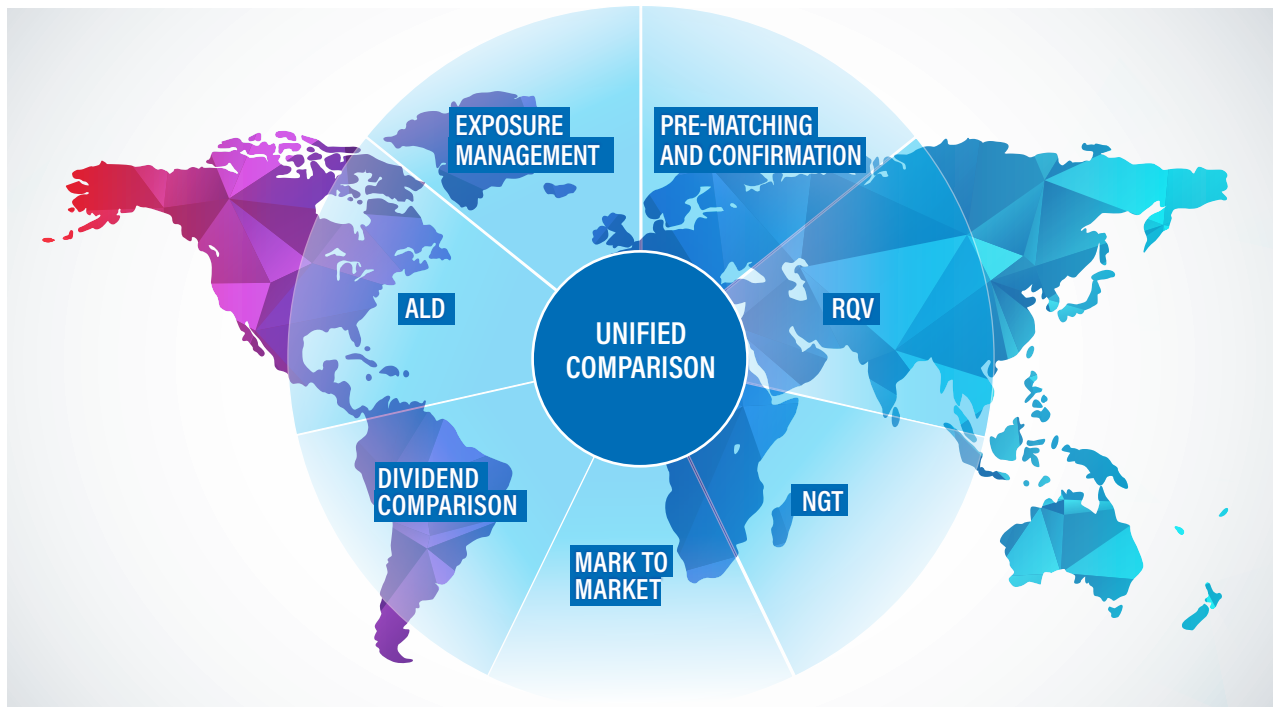 EXPOSURE
MANAGEMENT
PRE-MATCHING
AND CONFIRMATION
ALD
UNIFIED
COMPARISON
RQV
DIVIDEND
COMPARISON
NGT
MARK TO
MARKET